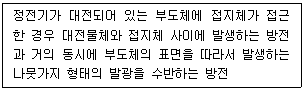 정전기가 대전되어 있는 부도체에 접지체가 접근
한 경우 대전물체와 접지체 사이에 발생하는 방전
과 거의 동시에 부도체의 표면을 따라서 발생하는
나뭇가지 형태의 발광을 수반하는 방전